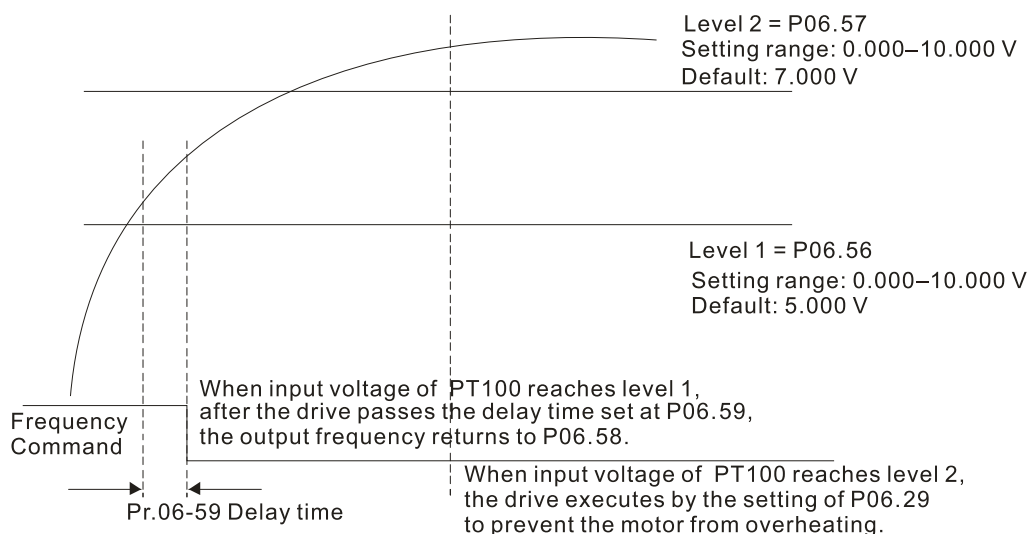 Level 2 = P06.57
Setting range: 0.000–10.000 V
Default: 7.000 V
Level 1 = P06.56
Setting range: 0.000–10.000 V
Default: 5.000 V
When input voltage of PT100 reaches level 1,
after the drive passes the delay time set at P06.59,
the output frequency returns to P06.58.
Frequency
Command
When input voltage of PT100 reaches level 2,
the drive executes by the setting of P06.29
to prevent the motor from overheating.
Pr.06-59 Delay time